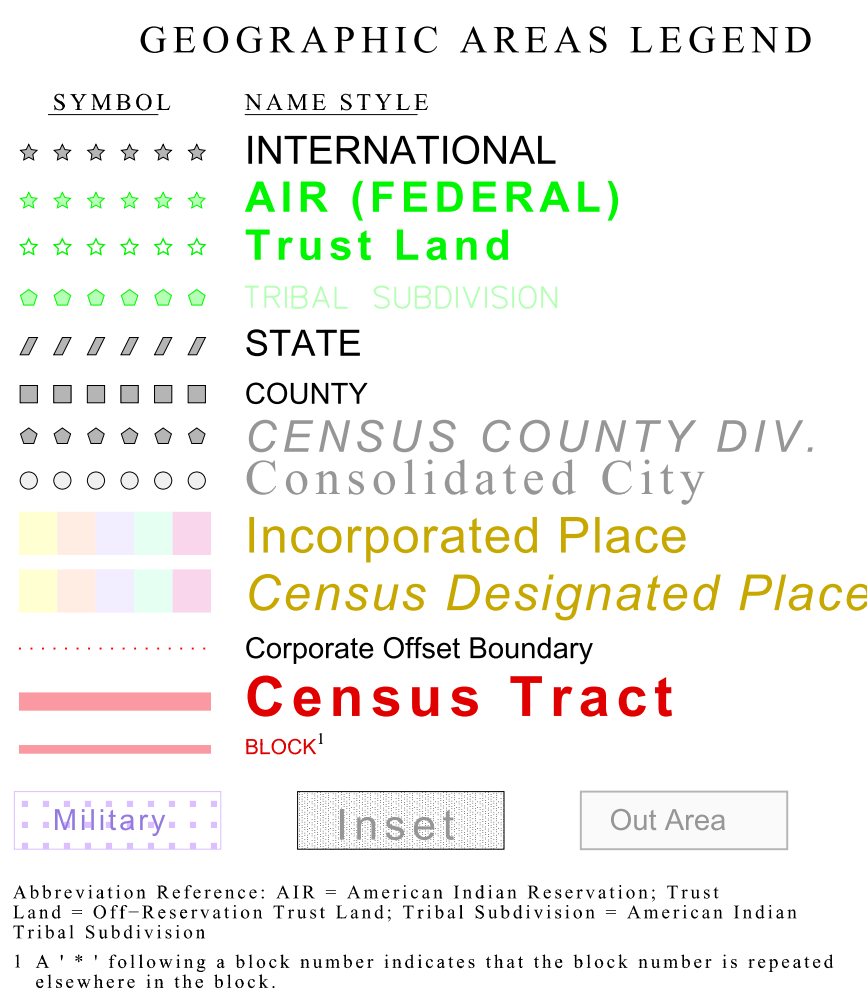 GEOGRAPHIC AREAS LEGEND
SYMBOL NAME STYLE
INTERNATIONAL
AIR (FEDERAL)
Trust Land
TRIBAL SUBDIVISION
STATE
COUNTY
CENSUS COUNTY DIV.
Consolidated City
Incorporated Place
Census Designated Place
Corporate Offset Boundary
Census Tract
BLOCK1
Military Inset Out Area
Abbreviation Reference: AIR = American Indian Reservation; Trust
Land = Off−Reservation Trust Land; Tribal Subdivision = American Indian
Tribal Subdivision
1 A ' * ' following a block number indicates that the block number is repeated
elsewhere in the block.